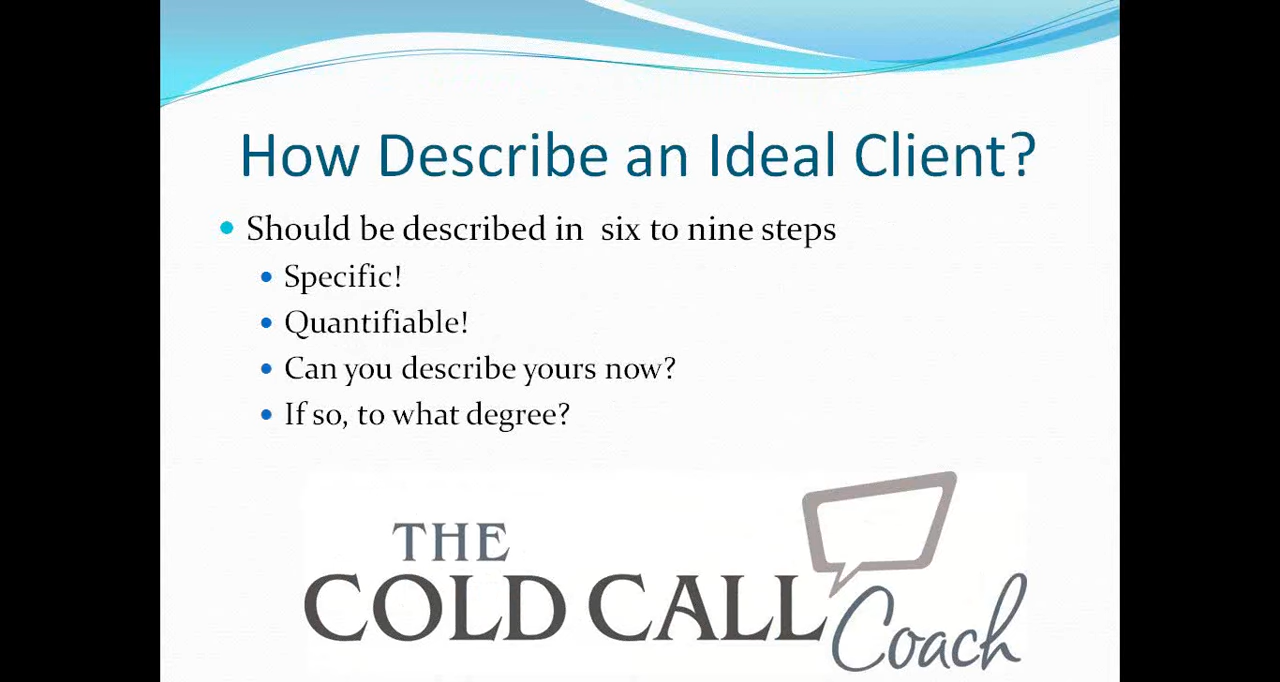 How Describe an Ideal Client?
Should be described in six to nine steps
Specific!
Quantifiable!
Can you describe yours now?
If so, to what degree?
THE
COLD CALL
Coach